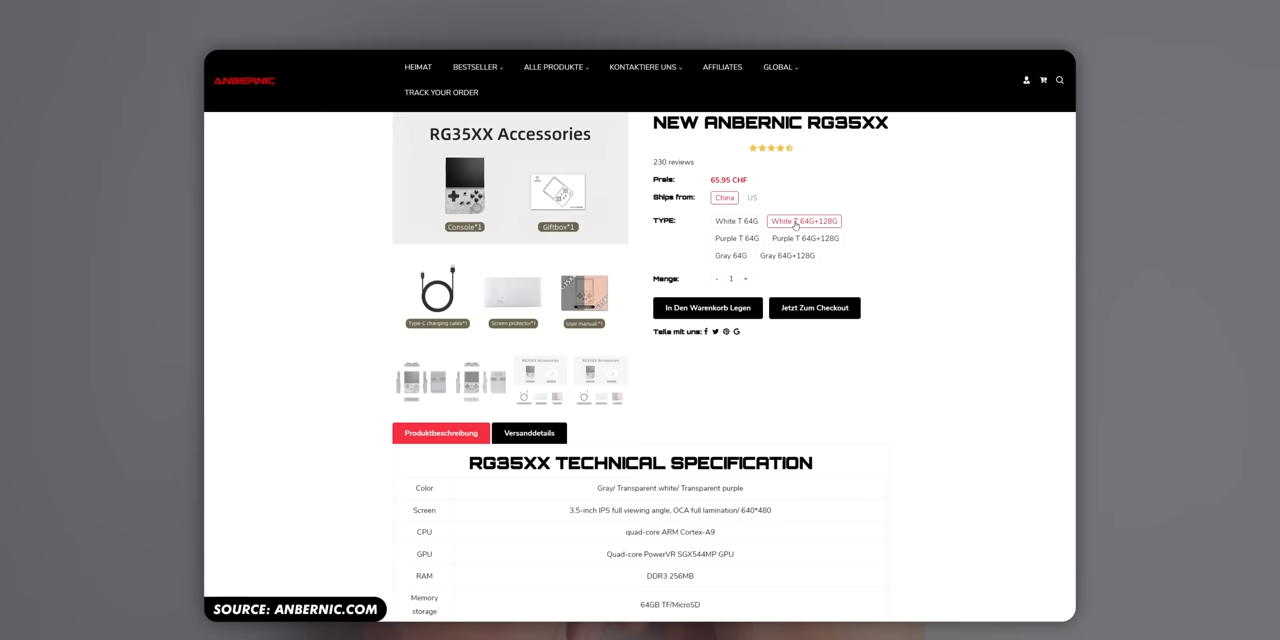 ANBERNIC
HEIMAT BESTSELLER ALLE PRODUKTE KONTAKTIERE UNS AFFILIATES GLOBAL
TRACK YOUR ORDER
RG35XX Accessories
Console*1 Giftbox*1
Type-C charging cable*1 Screen protector*1 User manual*1
NEW ANBERNIC RG35XX
230 reviews
Preis: 65.95 CHF
Ships from: China US
TYPE: White T 64G White T 64G+128G
Purple T 64G Purple T 64G+128G
Gray 64G Gray 64G+128G
Menge: - 1 +
In Den Warenkorb Legen Jetzt Zum Checkout
Teile mit uns:
RG35XX Accessories RG35XX Accessories
Produktbeschreibung Versanddetails
RG35XX TECHNICAL SPECIFICATION
Color Gray/ Transparent white/ Transparent purple
Screen 3.5-inch IPS full viewing angle, OCA full lamination/ 640*480
CPU quad-core ARM Cortex-A9
GPU Quad-core PowerVR SGX544MP GPU
RAM DDR3 256MB
Memory
storage 64GB TF/MicroSD
SOURCE: ANBERNIC.COM